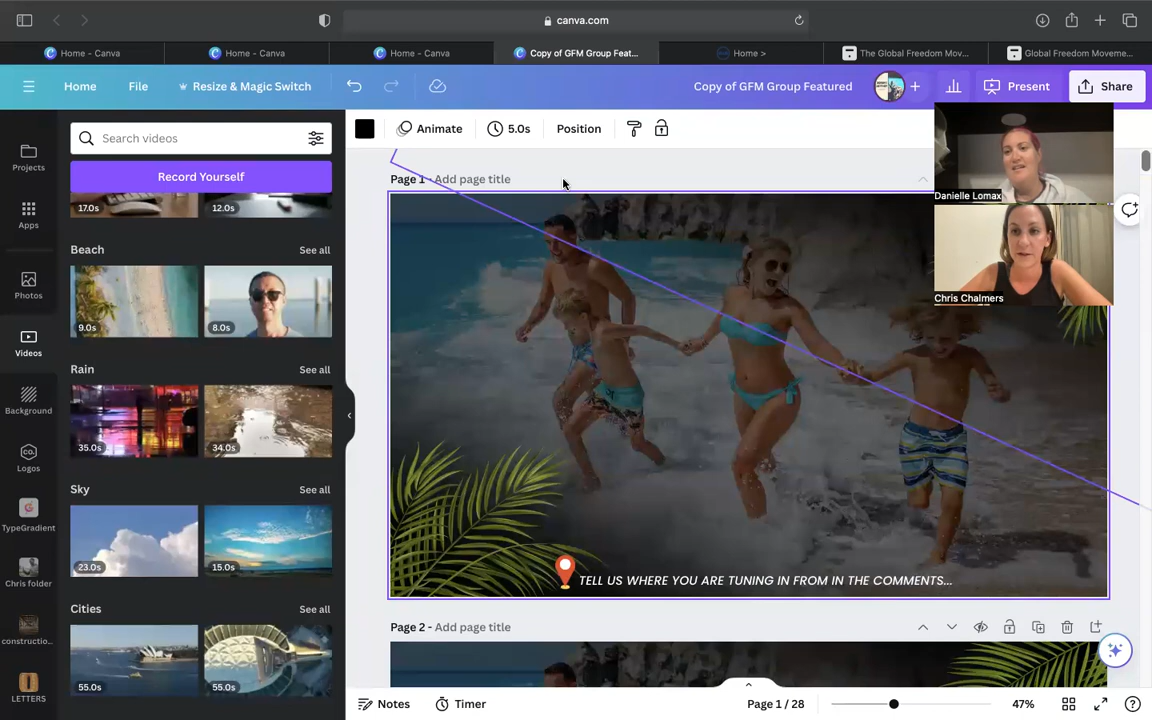 canva.com
Home - Canva
Home - Canva
Home - Canva
Copy of GFM Group Feat...
Home >
The Global Freedom Mov...
Global Freedom Moveme...
Home
File
Resize & Magic Switch
Copy of GFM Group Featured
Present
Share
Search videos
Record Yourself
Animate
5.0s
Position
Projects
Apps
Photos
Videos
Background
Logos
TypeGradient
Chris folder
constructio...
LETTERS
17.0s
12.0s
Beach
See all
9.0s
8.0s
Rain
See all
35.0s
34.0s
Sky
See all
23.0s
15.0s
Cities
See all
55.0s
55.0s
Page 1 - Add page title
Danielle Lomax
Chris Chalmers
TELL US WHERE YOU ARE TUNING IN FROM IN THE COMMENTS...
Page 2 - Add page title
Notes
Timer
Page 1 / 28
47%